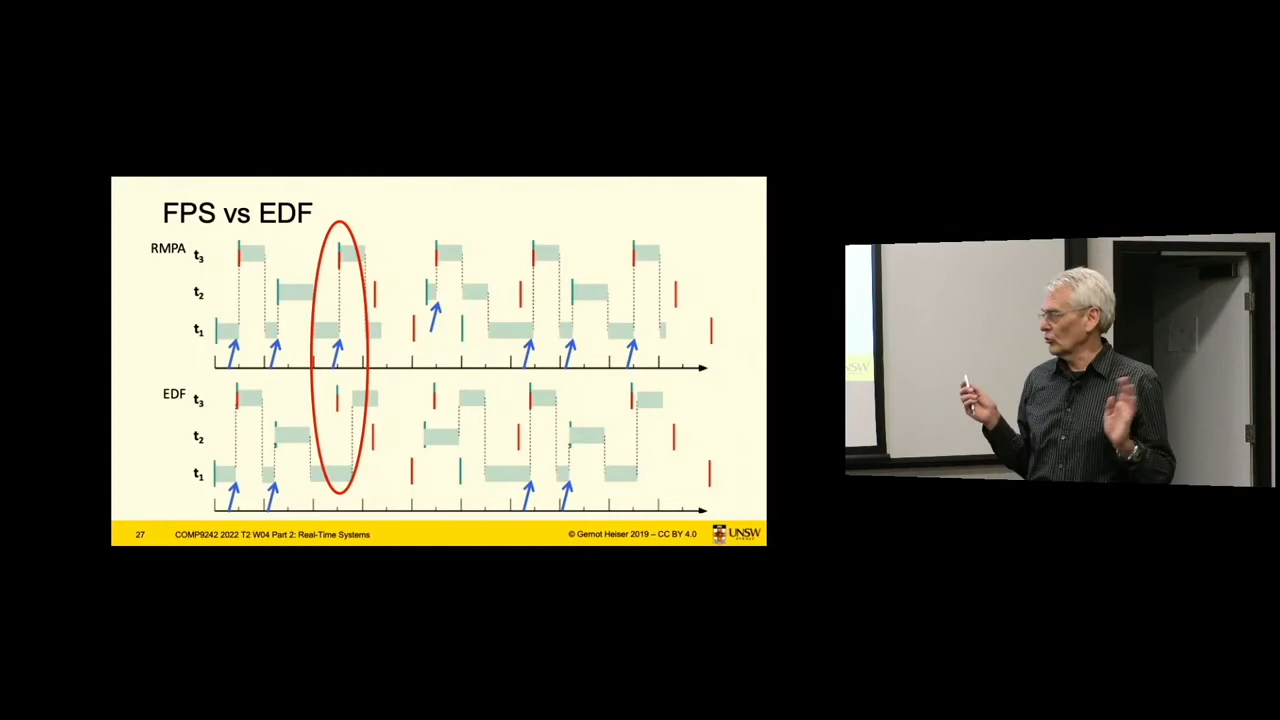 FPS vs EDF
RMPA
t3
t2
t1
EDF
t3
t2
t1
27 COMP9242 2022 T2 W04 Part 2: Real-Time Systems © Gernot Heiser 2019 – CC BY 4.0 UNSW